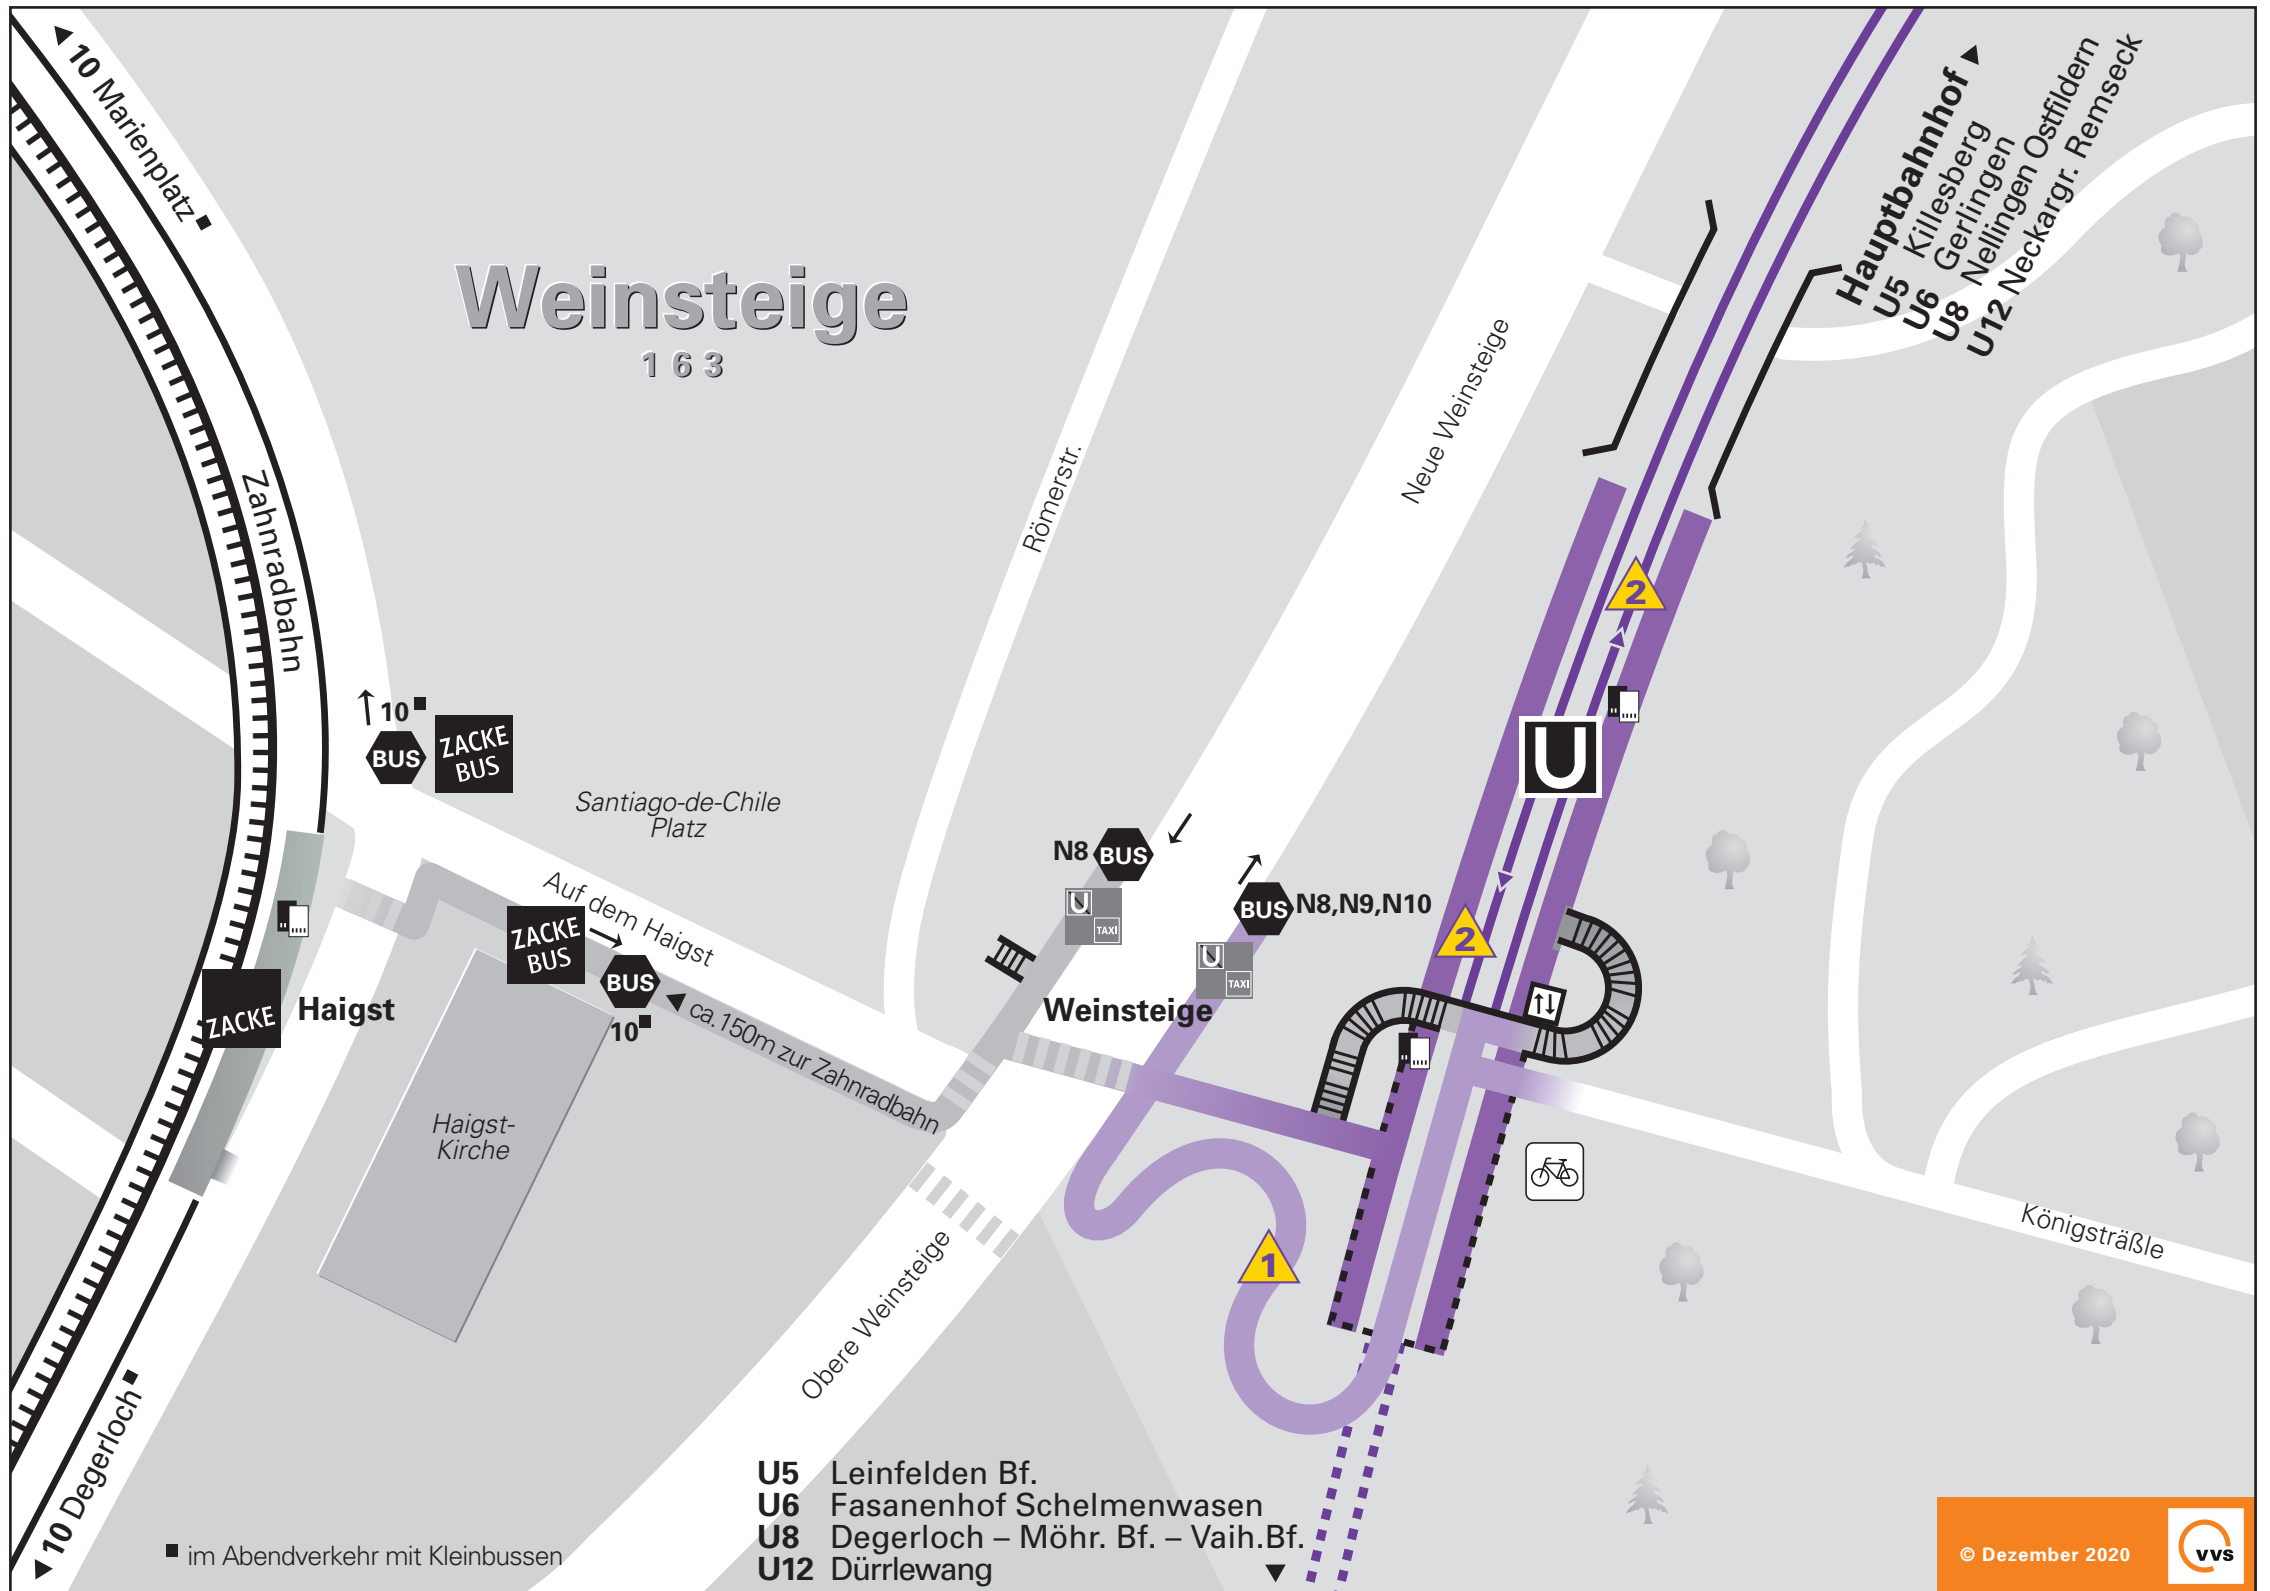 10 Marienplatz
Hauptbahnhof
U5 Killesberg
U6 Gerlingen
U8 Nellingen Ostfildern
U12 Neckargr. Remseck
Weinsteige
163
Neue Weinsteige
Römerstr.
Zahnradbahn
2
10
BUS
ZACKE
BUS
U
Santiago-de-Chile
Platz
N8 BUS
U
TAXI
BUS N8,N9,N10
U
TAXI
2
Auf dem Haigst
ZACKE
BUS
BUS
10
ca. 150m zur Zahnradbahn
ZACKE
Haigst
Weinsteige
Haigst-
Kirche
1
Königsträßle
Obere Weinsteige
10 Degerloch
U5 Leinfelden Bf.
U6 Fasanenhof Schelmenwasen
U8 Degerloch – Möhr. Bf. – Vaih.Bf.
U12 Dürrlewang
im Abendverkehr mit Kleinbussen
© Dezember 2020
VVS